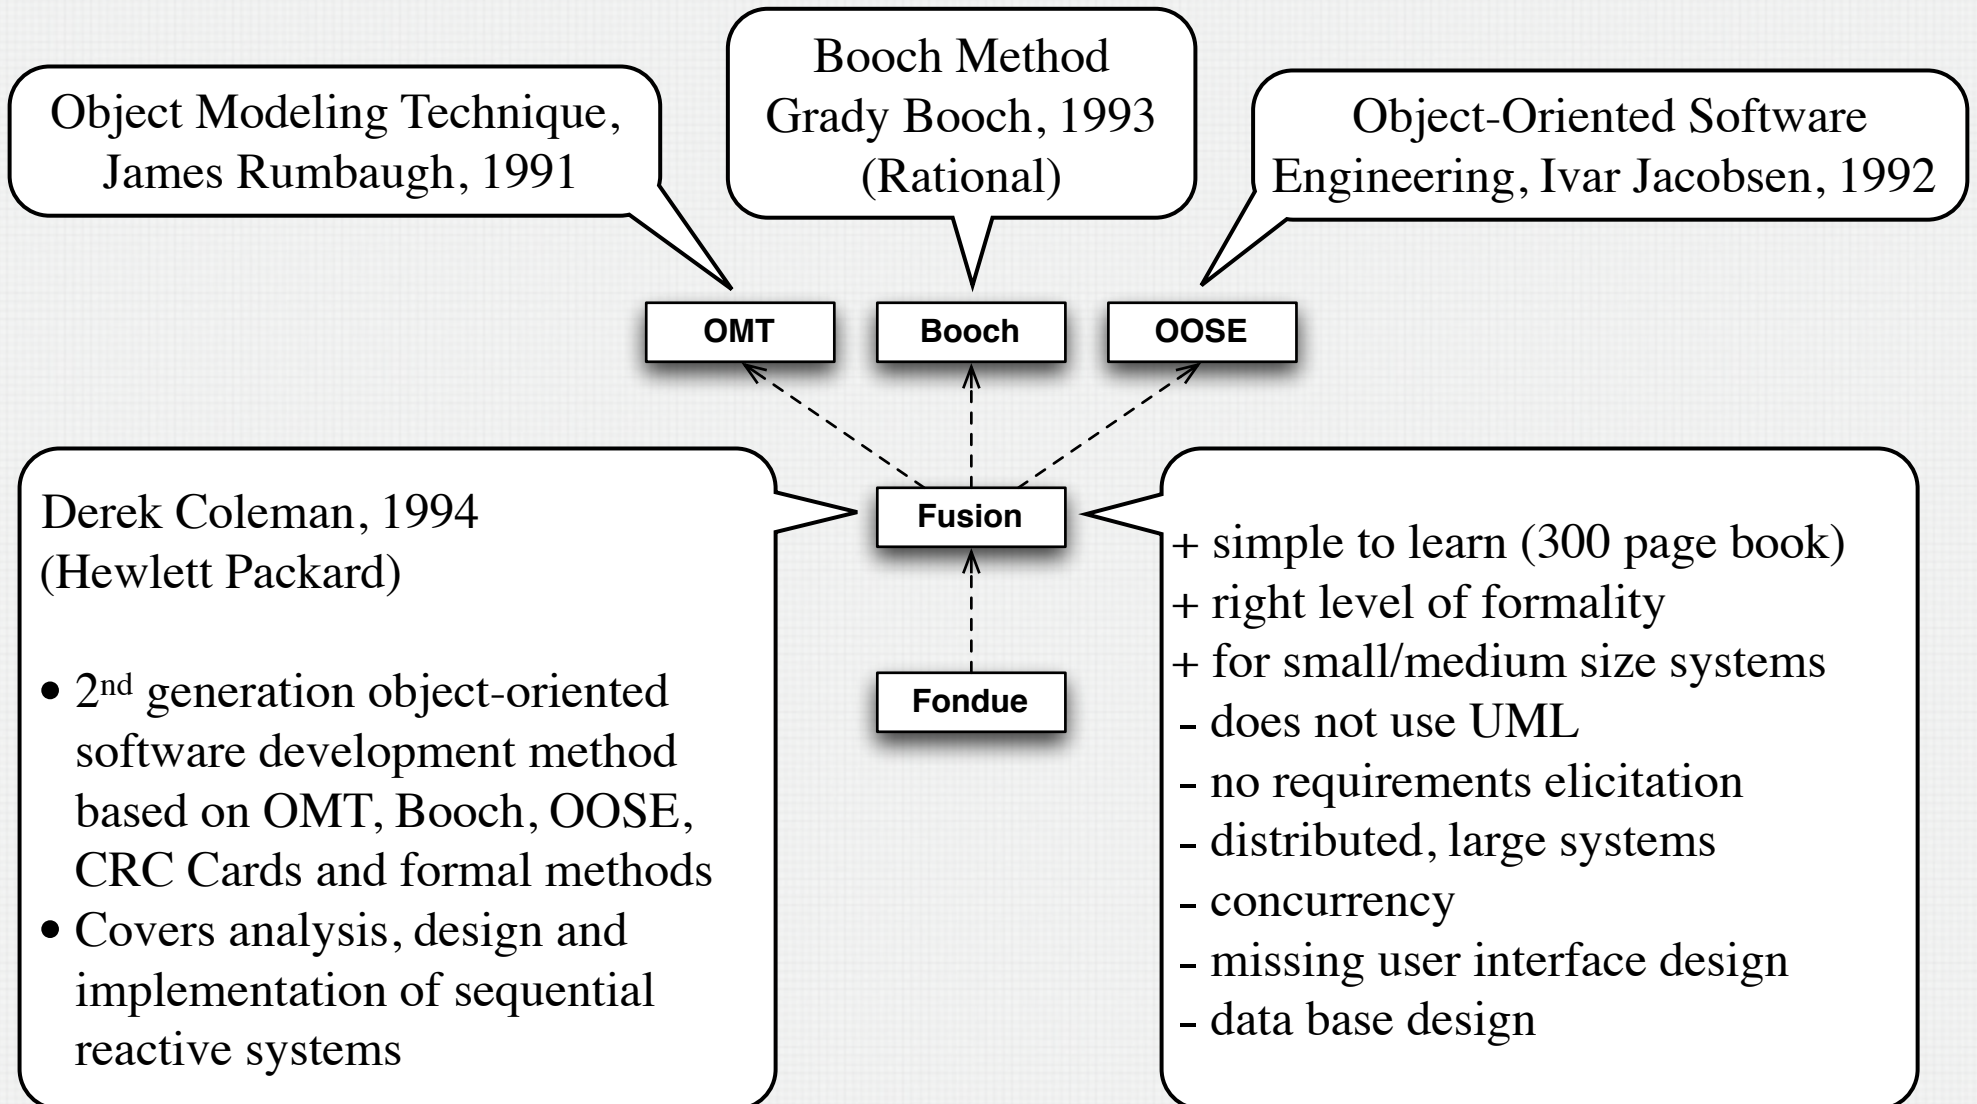 Object Modeling Technique,
James Rumbaugh, 1991
Booch Method
Grady Booch, 1993
(Rational)
Object-Oriented Software
Engineering, Ivar Jacobsen, 1992
OMT
Booch
OOSE
Derek Coleman, 1994
(Hewlett Packard)
• 2nd generation object-oriented
software development method
based on OMT, Booch, OOSE,
CRC Cards and formal methods
• Covers analysis, design and
implementation of sequential
reactive systems
Fusion
Fondue
+ simple to learn (300 page book)
+ right level of formality
+ for small/medium size systems
- does not use UML
- no requirements elicitation
- distributed, large systems
- concurrency
- missing user interface design
- data base design